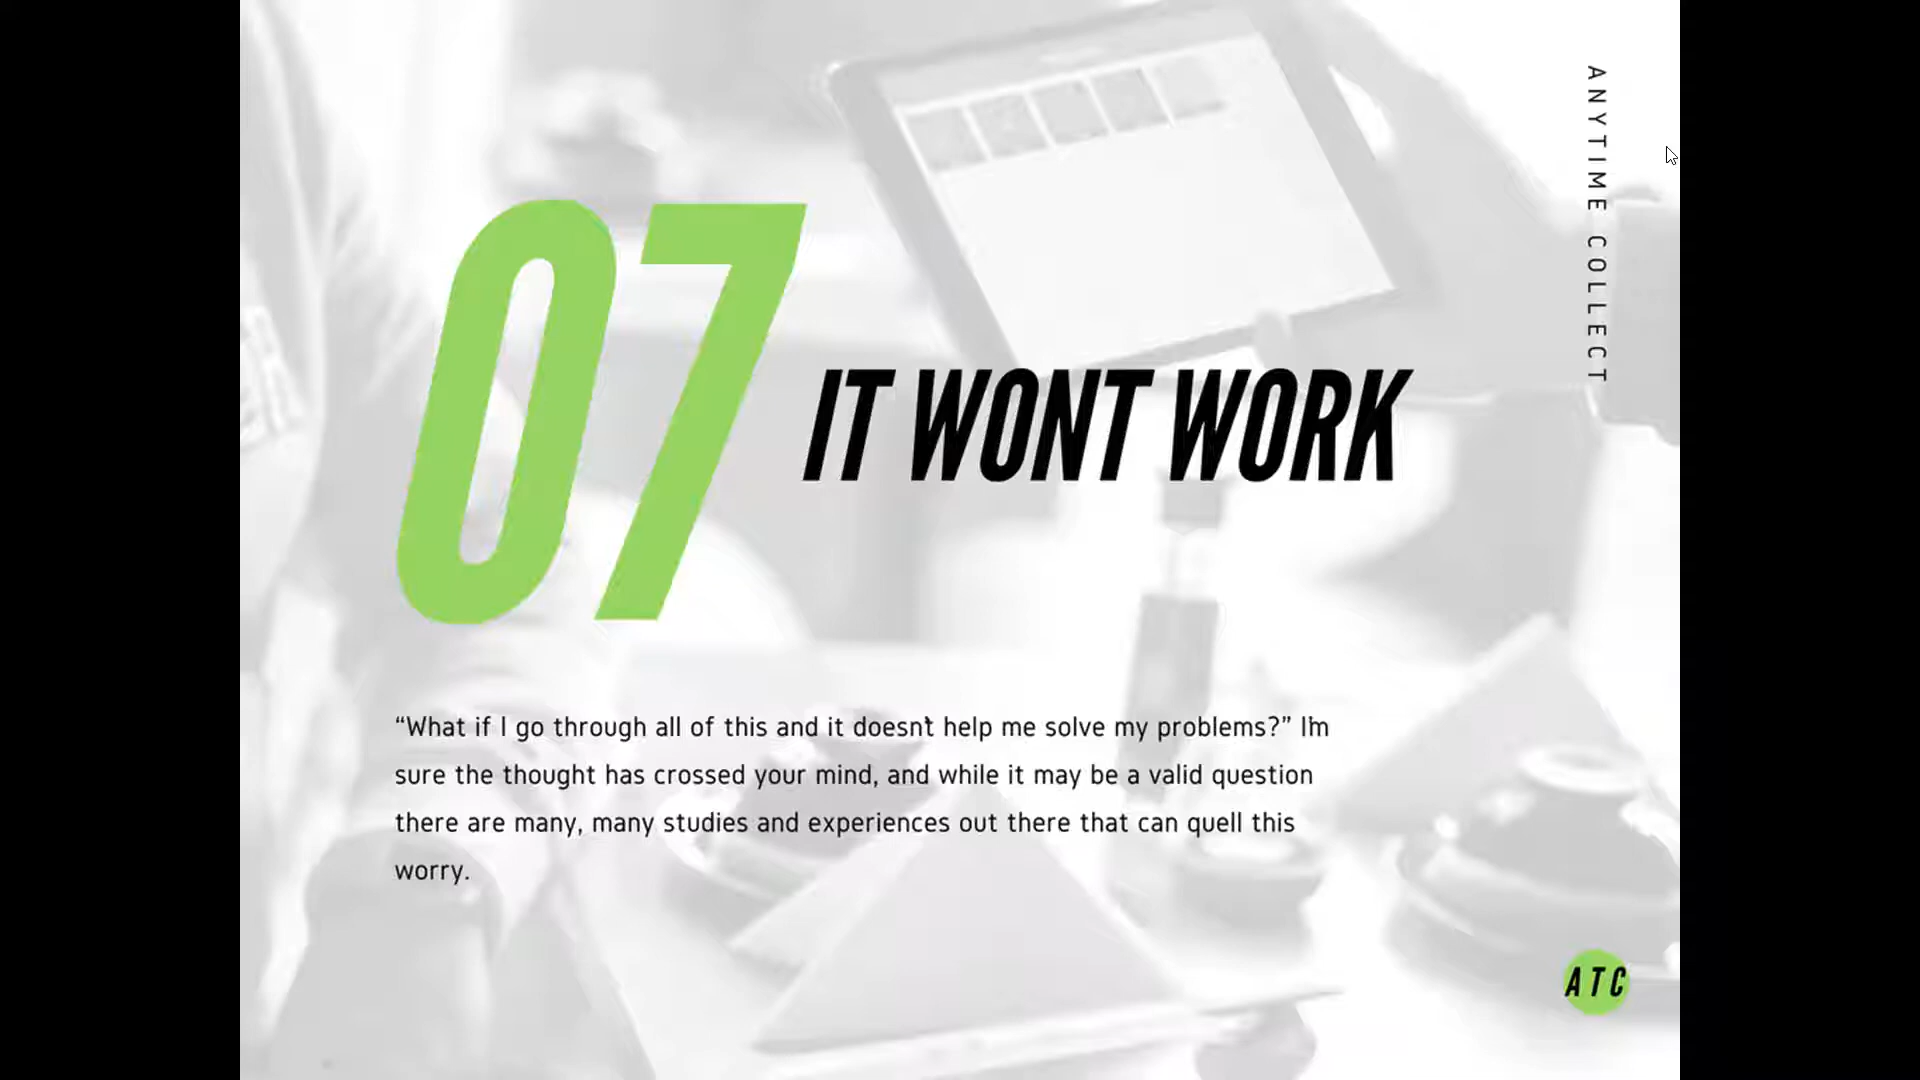 ANYTIME COLLECT
07
IT WONT WORK
“What if I go through all of this and it doesn't help me solve my problems?” I'm
sure the thought has crossed your mind, and while it may be a valid question
there are many, many studies and experiences out there that can quell this
worry.
ATC